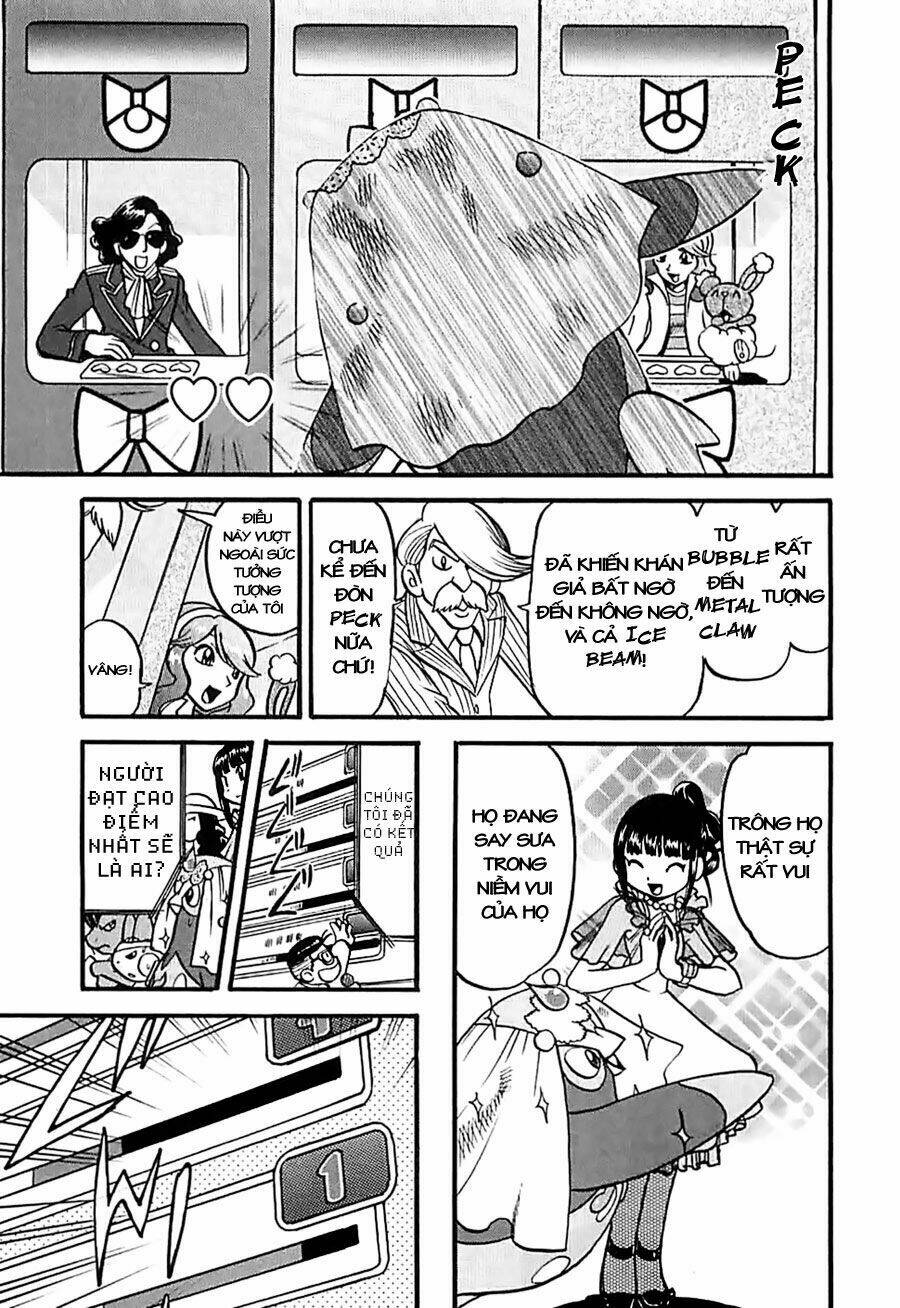 PECK
RẤT
ẤN
TƯỢNG
TỪ
BUBBLE
ĐẾN
METAL
CLAW
ĐÃ KHIẾN KHÁN
GIẢ BẤT NGỜ
ĐẾN KHÔNG NGỜ,
VÀ CẢ ICE
BEAM!
CHƯA
KỂ ĐẾN
ĐÒN
PECK
NỮA
CHỨ!
ĐIỀU
NÀY VƯỢT
NGOÀI SỨC
TƯỞNG
TƯỢNG
CỦA TÔI
VÂNG!
TRÔNG HỌ
THẬT SỰ
RẤT VUI
HỌ ĐANG
SAY SƯA
TRONG
NIỀM VUI
CỦA HỌ
CHÚNG
TÔI ĐÃ
CÓ KẾT
QUẢ
NGƯỜI
ĐẠT CAO
ĐIỂM
NHẤT SẼ
LÀ AI?
1